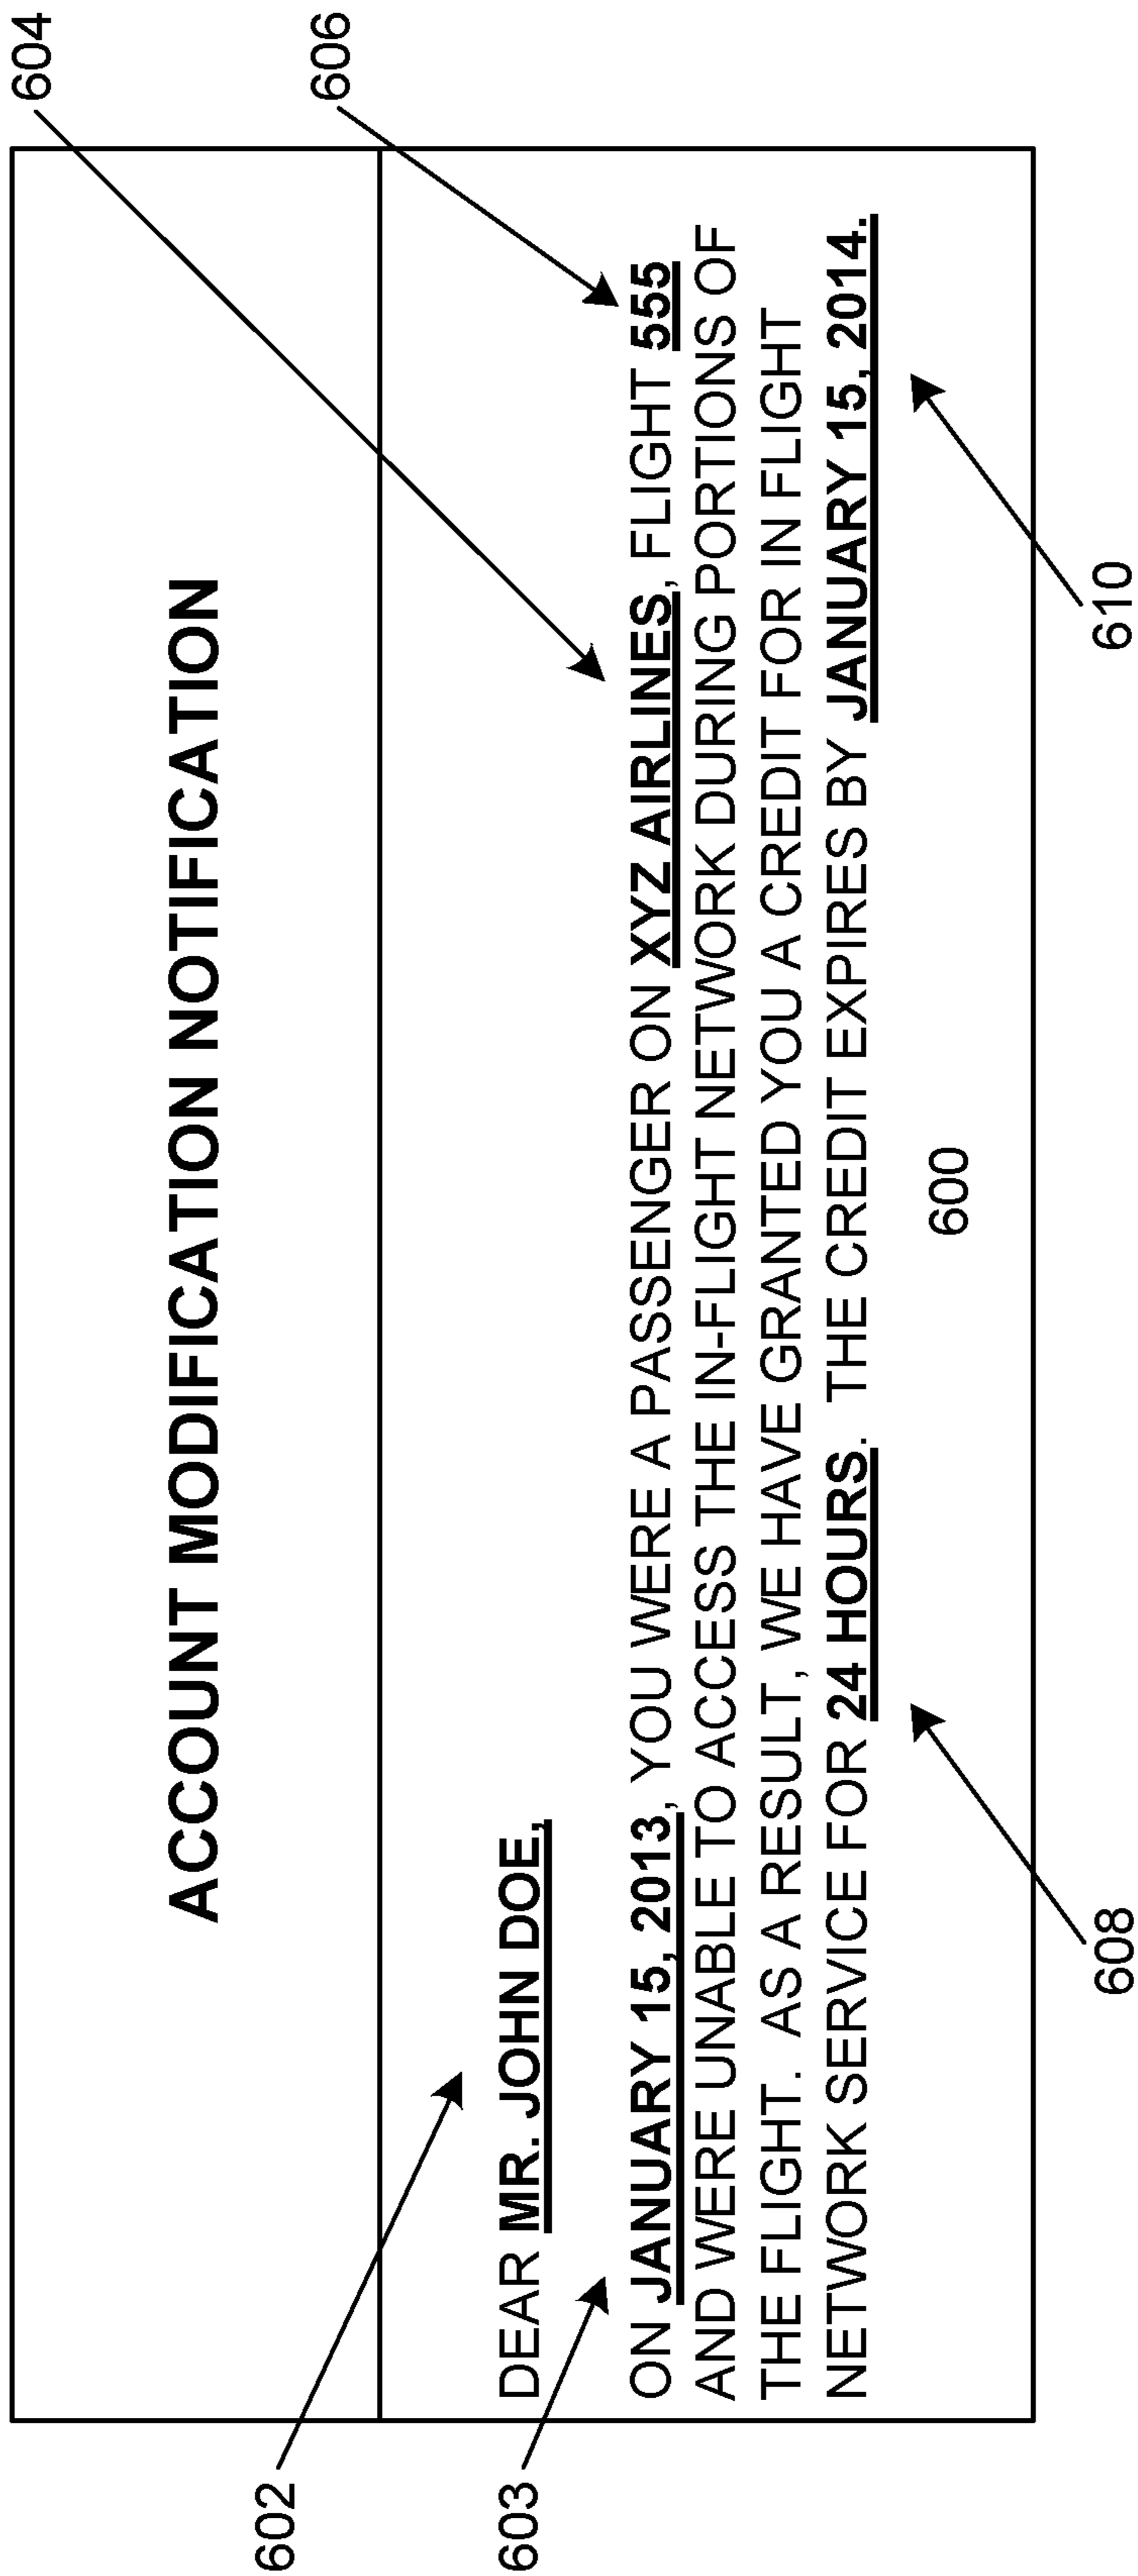 604
606
ACCOUNT MODIFICATION NOTIFICATION
602
DEAR MR. JOHN DOE,
603
ON JANUARY 15, 2013, YOU WERE A PASSENGER ON XYZ AIRLINES, FLIGHT 555
AND WERE UNABLE TO ACCESS THE IN-FLIGHT NETWORK DURING PORTIONS OF
THE FLIGHT. AS A RESULT, WE HAVE GRANTED YOU A CREDIT FOR IN FLIGHT
NETWORK SERVICE FOR 24 HOURS. THE CREDIT EXPIRES BY JANUARY 15, 2014.
600
608
610